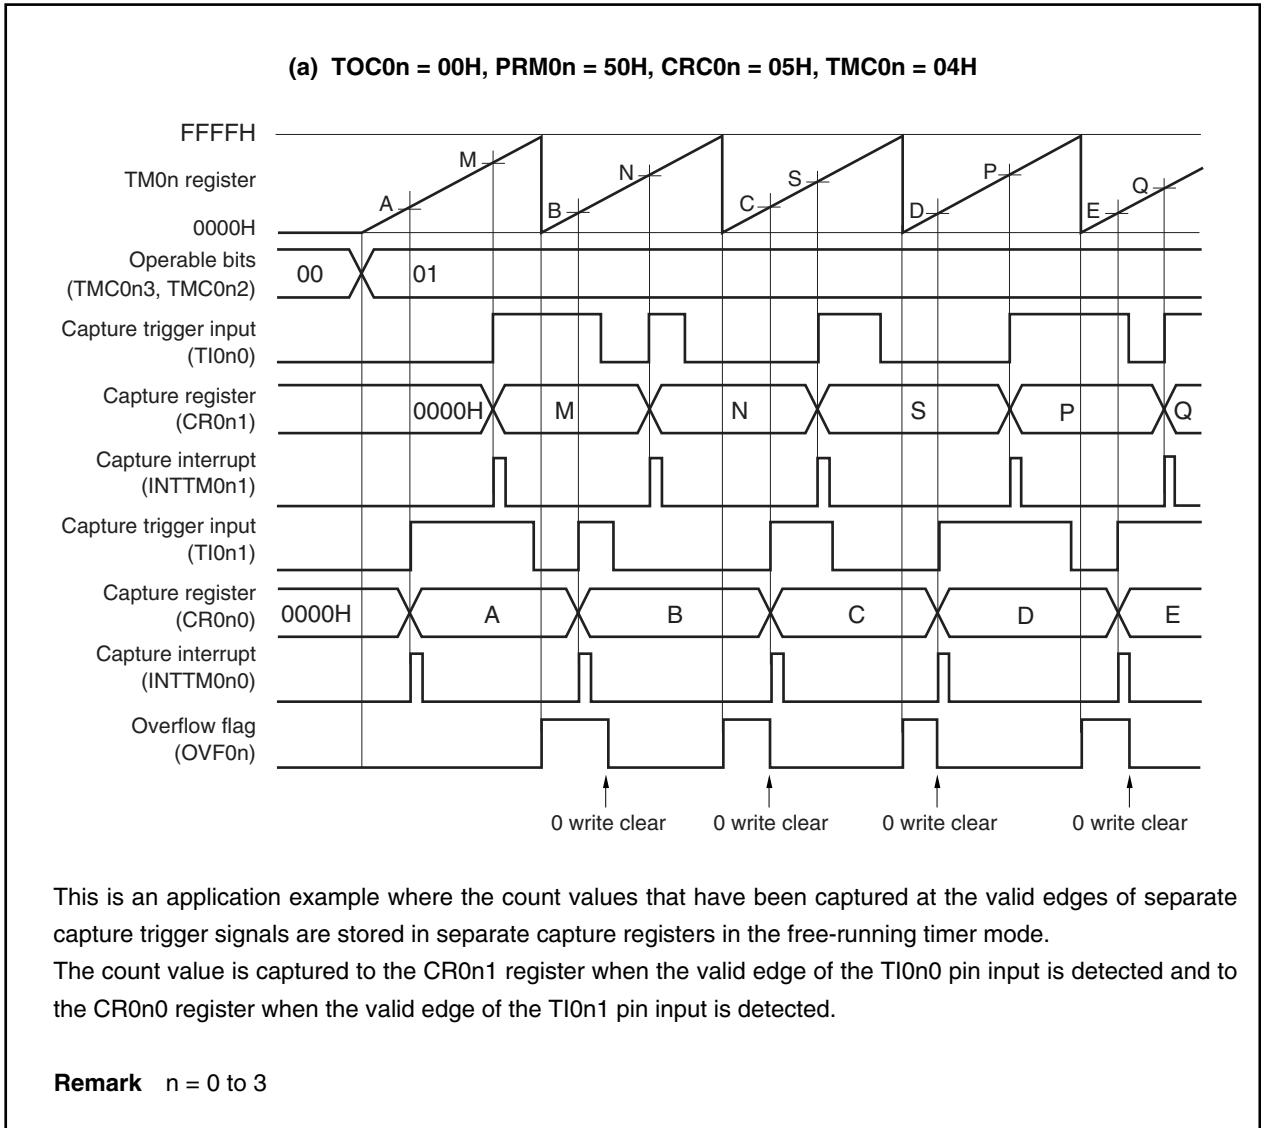 (a) TOC0n = 00H, PRM0n = 50H, CRC0n = 05H, TMC0n = 04H
FFFFH
TM0n register
0000H
A M B N C S D P E Q
Operable bits
(TMC0n3, TMC0n2)
00 01
Capture trigger input
(TI0n0)
Capture register
(CR0n1)
0000H M N S P Q
Capture interrupt
(INTTM0n1)
Capture trigger input
(TI0n1)
Capture register
(CR0n0)
0000H A B C D E
Capture interrupt
(INTTM0n0)
Overflow flag
(OVF0n)
0 write clear 0 write clear 0 write clear 0 write clear
This is an application example where the count values that have been captured at the valid edges of separate
capture trigger signals are stored in separate capture registers in the free-running timer mode.
The count value is captured to the CR0n1 register when the valid edge of the TI0n0 pin input is detected and to
the CR0n0 register when the valid edge of the TI0n1 pin input is detected.
Remark n = 0 to 3